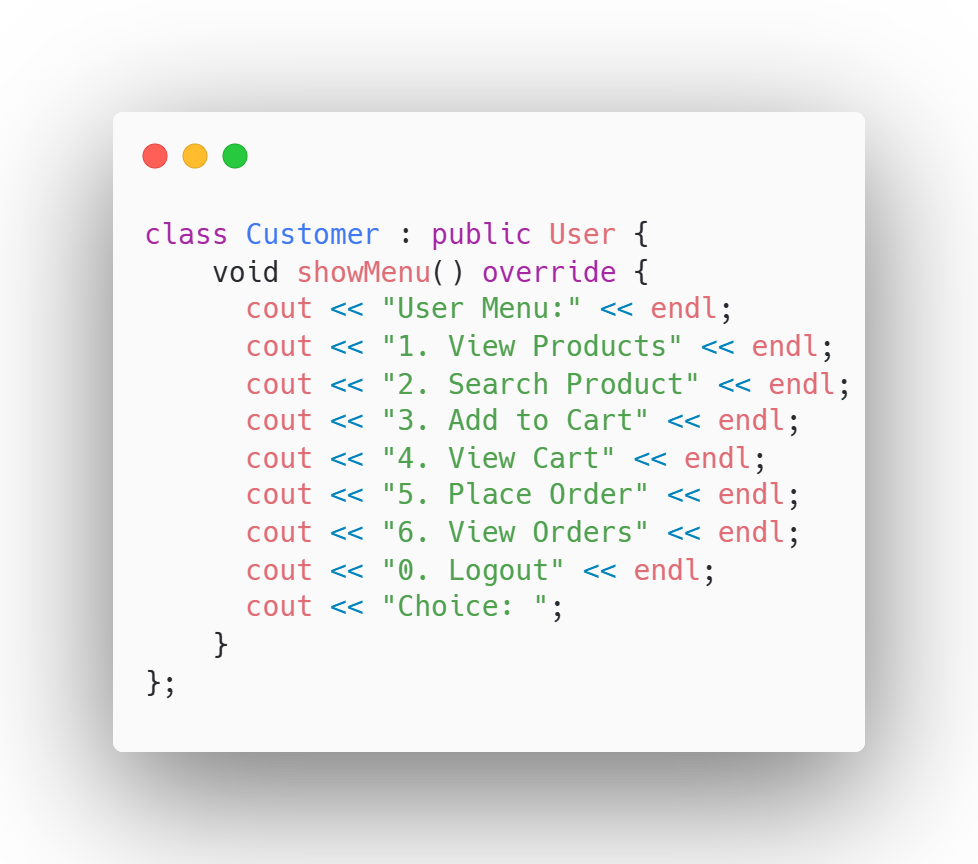 class Customer : public User {
    void showMenu() override {
      cout << "User Menu:" << endl;
      cout << "1. View Products" << endl;
      cout << "2. Search Product" << endl;
      cout << "3. Add to Cart" << endl;
      cout << "4. View Cart" << endl;
      cout << "5. Place Order" << endl;
      cout << "6. View Orders" << endl;
      cout << "0. Logout" << endl;
      cout << "Choice: ";
    }
};